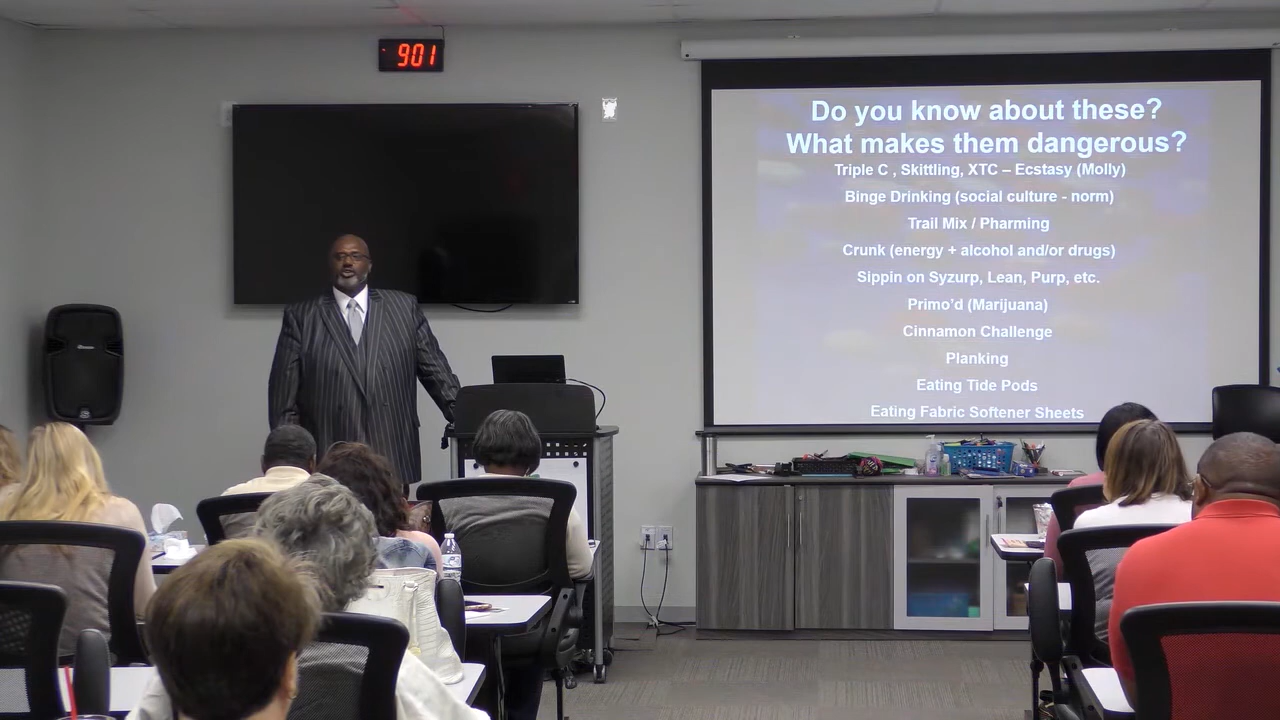 901
Do you know about these?
What makes them dangerous?
Triple C , Skittling, XTC – Ecstasy (Molly)
Binge Drinking (social culture - norm)
Trail Mix / Pharming
Crunk (energy + alcohol and/or drugs)
Sippin on Syzurp, Lean, Purp, etc.
Primo’d (Marijuana)
Cinnamon Challenge
Planking
Eating Tide Pods
Eating Fabric Softener Sheets